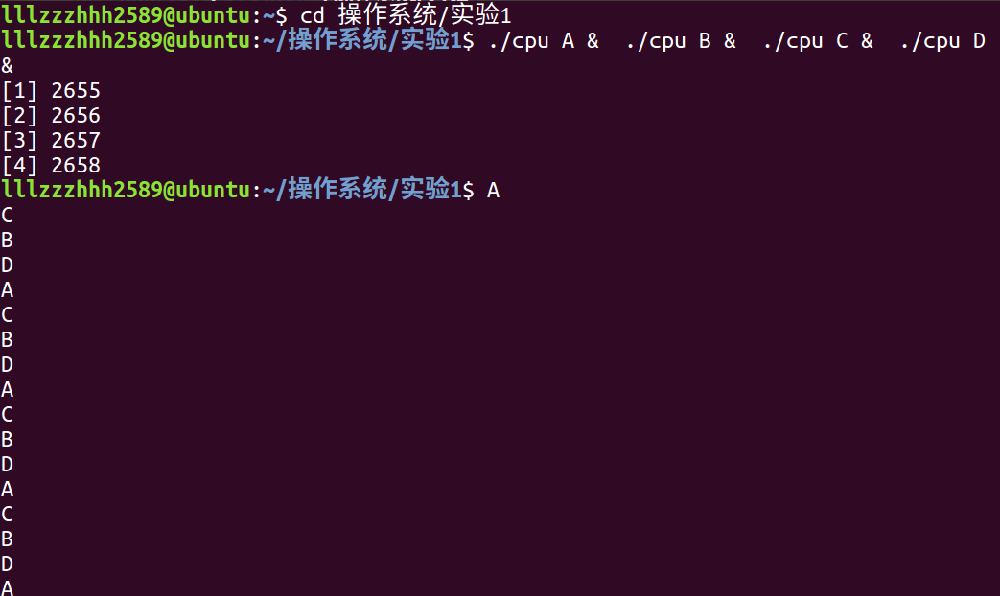 lllzzzhhh2589@ubuntu:~$ cd 操作系统/实验1
lllzzzhhh2589@ubuntu:~/操作系统/实验1$ ./cpu A &  ./cpu B &  ./cpu C &  ./cpu D
&
[1] 2655
[2] 2656
[3] 2657
[4] 2658
lllzzzhhh2589@ubuntu:~/操作系统/实验1$ A
C
B
D
A
C
B
D
A
C
B
D
A
C
B
D
A